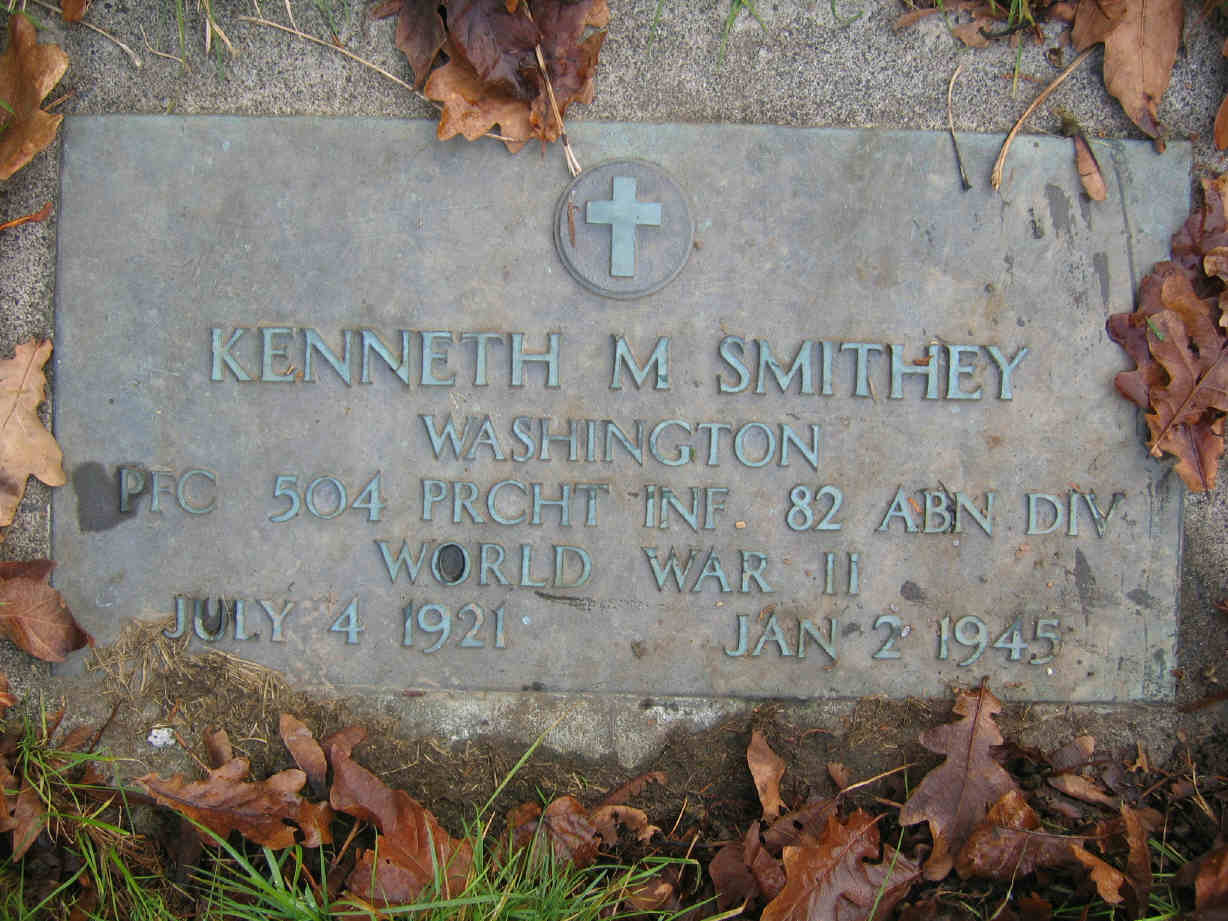 KENNETH M SMITHEY
WASHINGTON
PFC 504 PRCHT INF 82 ABN DIV
WORLD WAR II
JULY 4 1921 JAN 2 1945